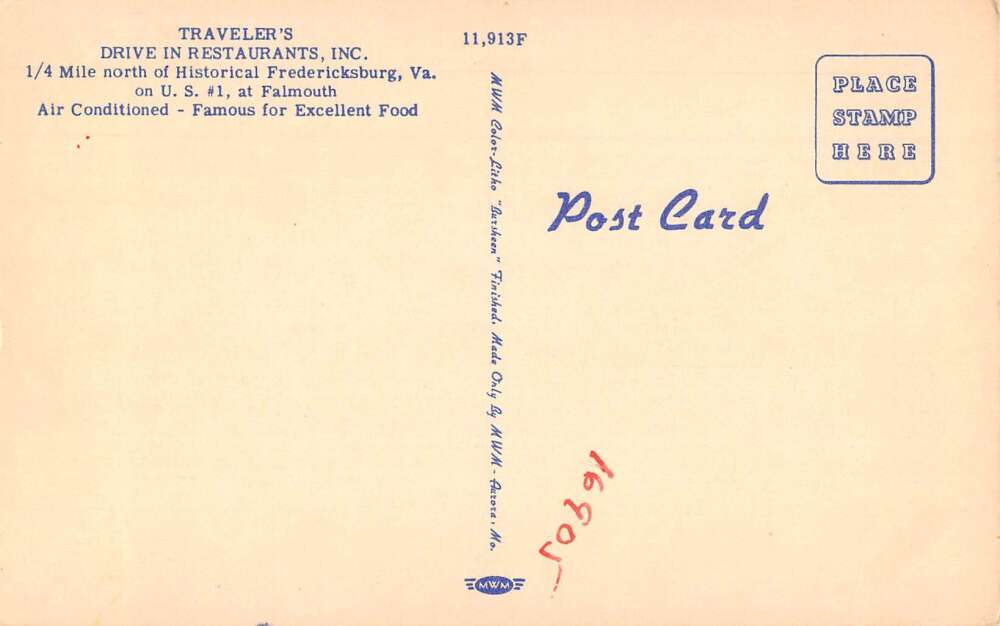 TRAVELER'S
DRIVE IN RESTAURANTS, INC.
1/4 Mile north of Historical Fredericksburg, Va.
on U. S. #1, at Falmouth
Air Conditioned - Famous for Excellent Food
11,913F
MWM Color-Litho "Bursheen" Finished. Made Only By MWM - Aurora, Mo.
MWM
PLACE
STAMP
HERE
Post Card